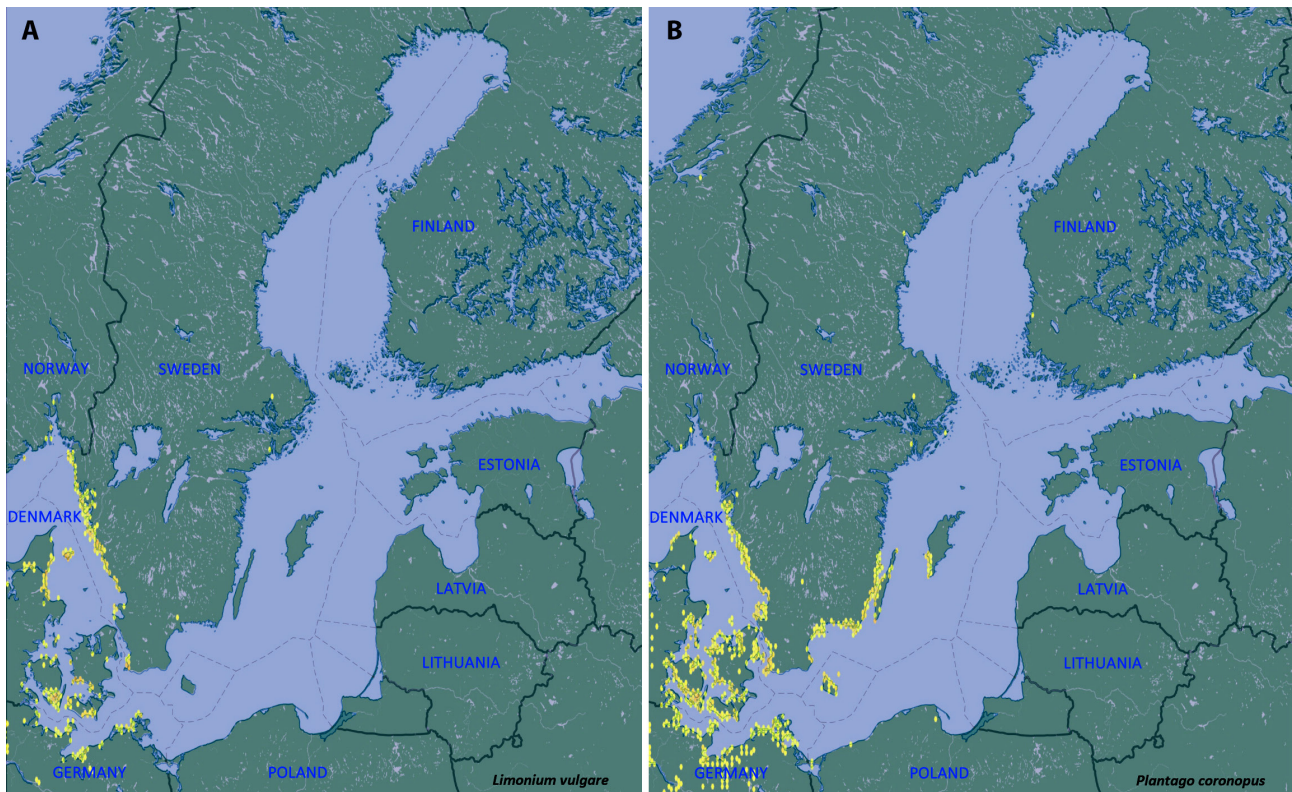 A
FINLAND
NORWAY
SWEDEN
ESTONIA
DENMARK
LATVIA
LITHUANIA
GERMANY
POLAND
Limonium vulgare
B
FINLAND
NORWAY
SWEDEN
ESTONIA
DENMARK
LATVIA
LITHUANIA
GERMANY
POLAND
Plantago coronopus